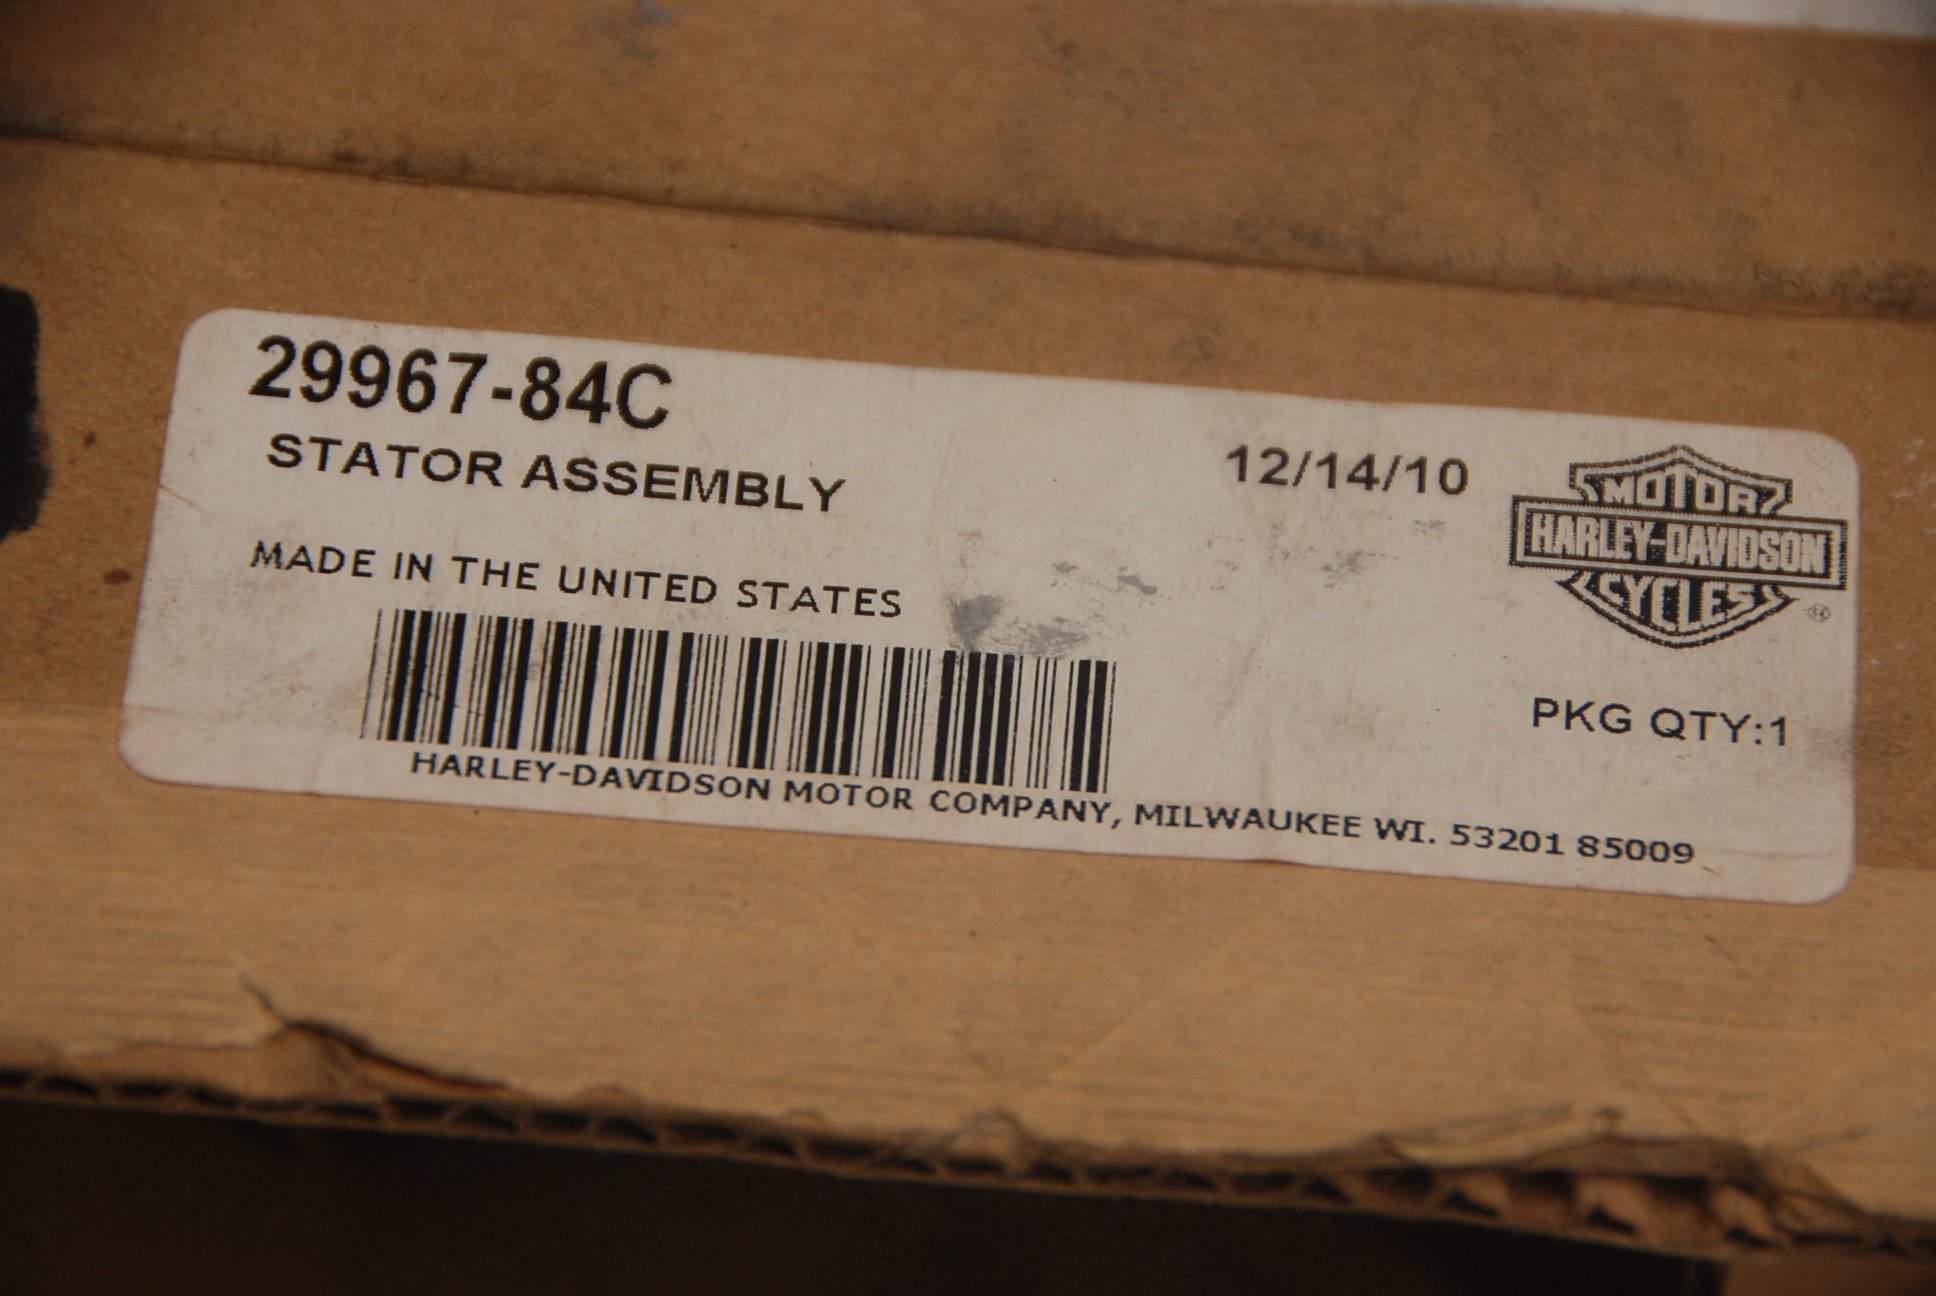 29967-84C
STATOR ASSEMBLY
12/14/10
MOTOR
HARLEY-DAVIDSON
CYCLES
®
MADE IN THE UNITED STATES
PKG QTY:1
HARLEY-DAVIDSON MOTOR COMPANY, MILWAUKEE WI. 53201 85009